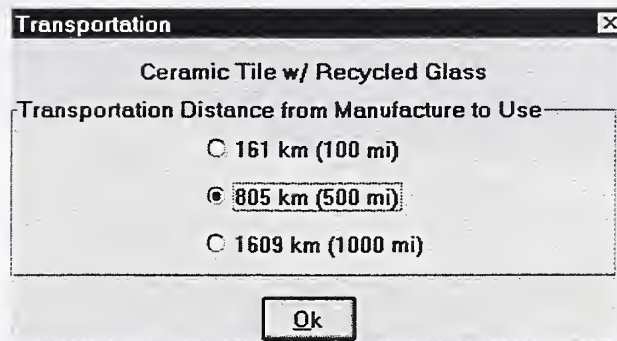 Transportation
Ceramic Tile w/ Recycled Glass
Transportation Distance from Manufacture to Use
161 km (100 mi)
805 km (500 mi)
1609 km (1000 mi)
Ok